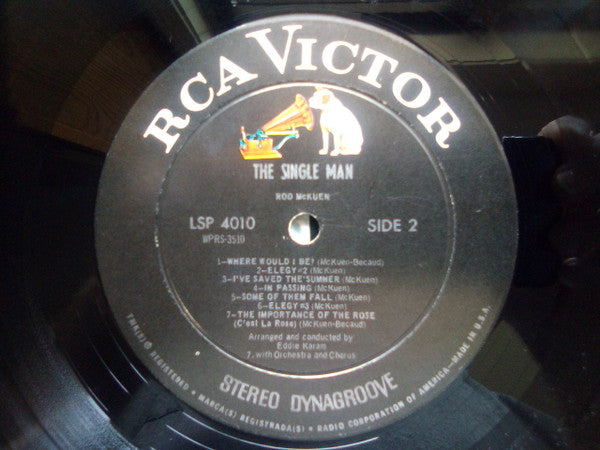 RCA VICTOR
THE SINGLE MAN
ROD McKUEN
LSP 4010
WPRS-3510
SIDE 2
1—WHERE WOULD I BE? (McKuen-Becaud)
2—ELEGY #2 (McKuen)
3—I'VE SAVED THE SUMMER (McKuen)
4—IN PASSING (McKuen)
5—SOME OF THEM FALL (McKuen)
6—ELEGY #3 (McKuen)
7—THE IMPORTANCE OF THE ROSE
(C'est La Rose) (McKuen-Becaud)
Arranged and conducted by
Eddie Karam
7. with Orchestra and Chorus
STEREO DYNAGROOVE
TMK(S) ® REGISTERED • MARCA(S) REGISTRADA(S) • RADIO CORPORATION OF AMERICA—MADE IN U.S.A.